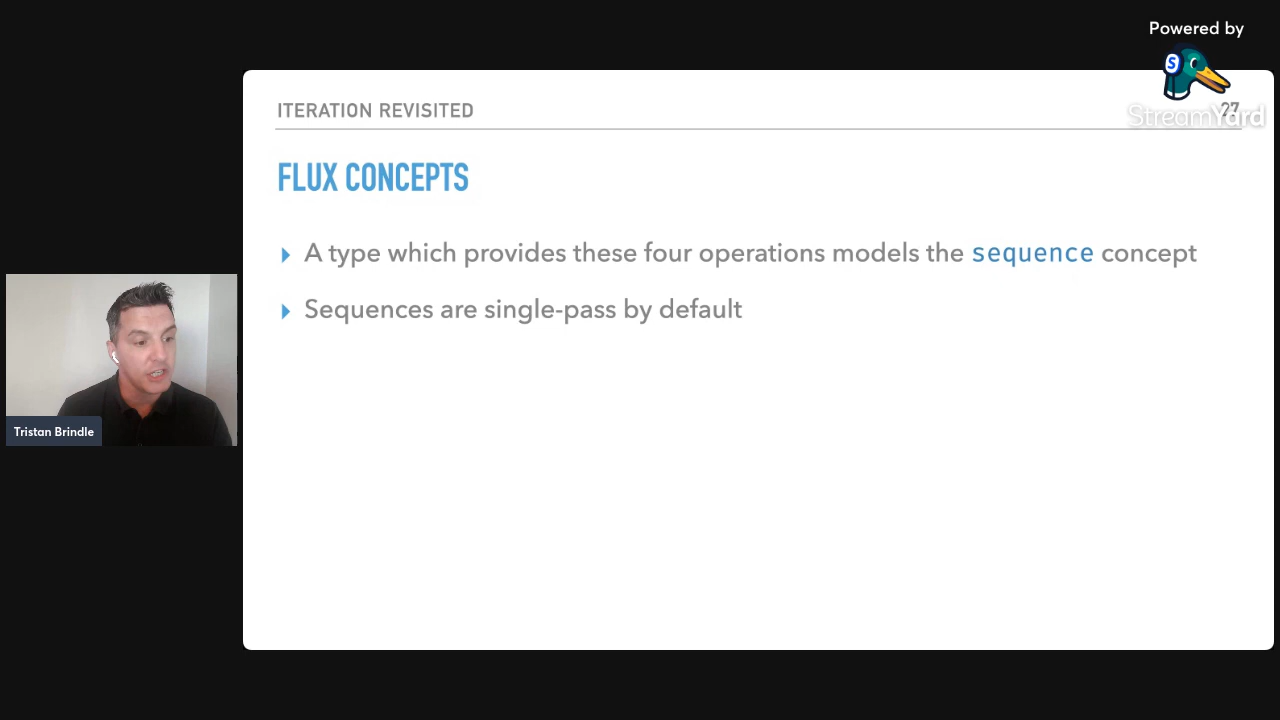 Powered by
S
StreamYard
ITERATION REVISITED
27
FLUX CONCEPTS
A type which provides these four operations models the sequence concept
Sequences are single-pass by default
Tristan Brindle